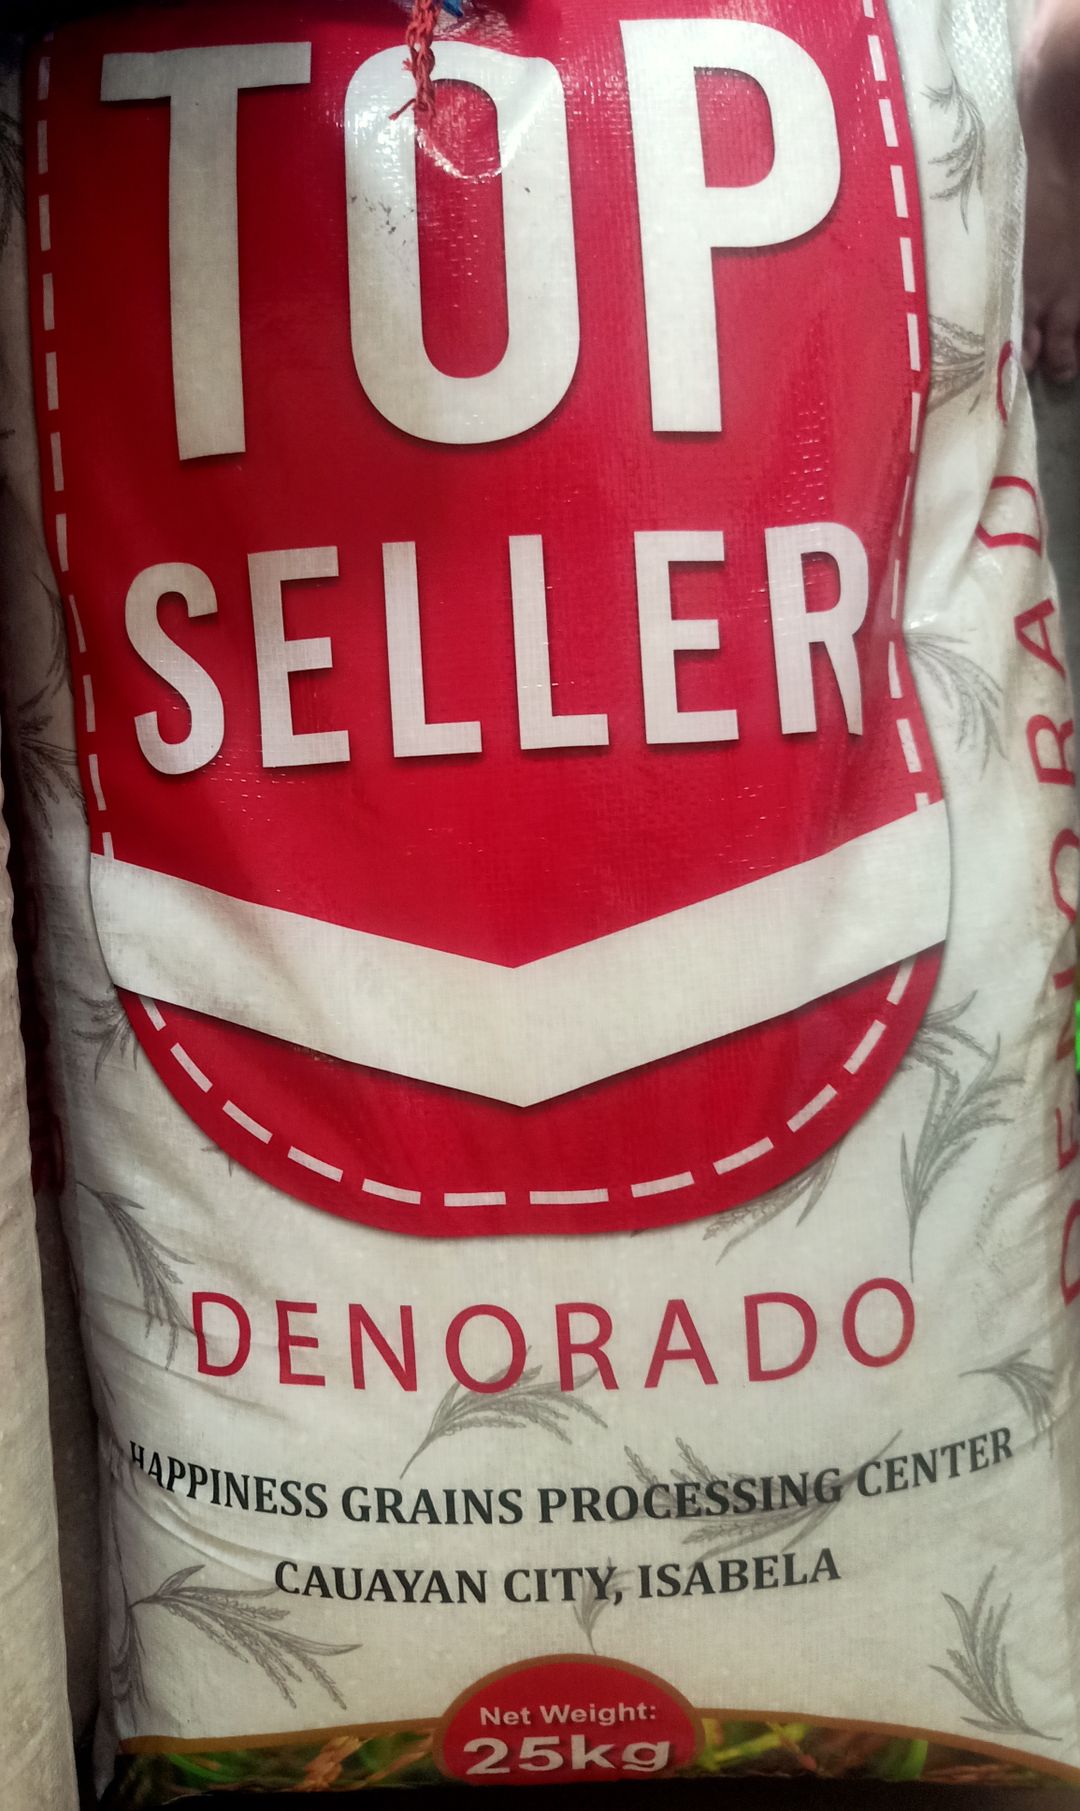 TOP
SELLER
DENORADO
HAPPINESS GRAINS PROCESSING CENTER
CAUAYAN CITY, ISABELA
Net Weight:
25kg
DENORADO